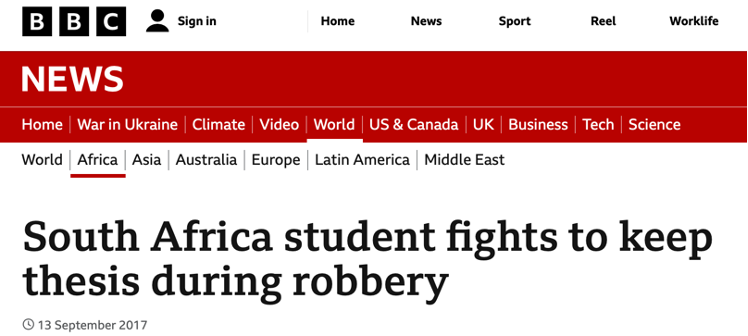 BBC Sign in Home News Sport Reel Worklife
NEWS
Home War in Ukraine Climate Video World US & Canada UK Business Tech Science
World Africa Asia Australia Europe Latin America Middle East
South Africa student fights to keep
thesis during robbery
13 September 2017